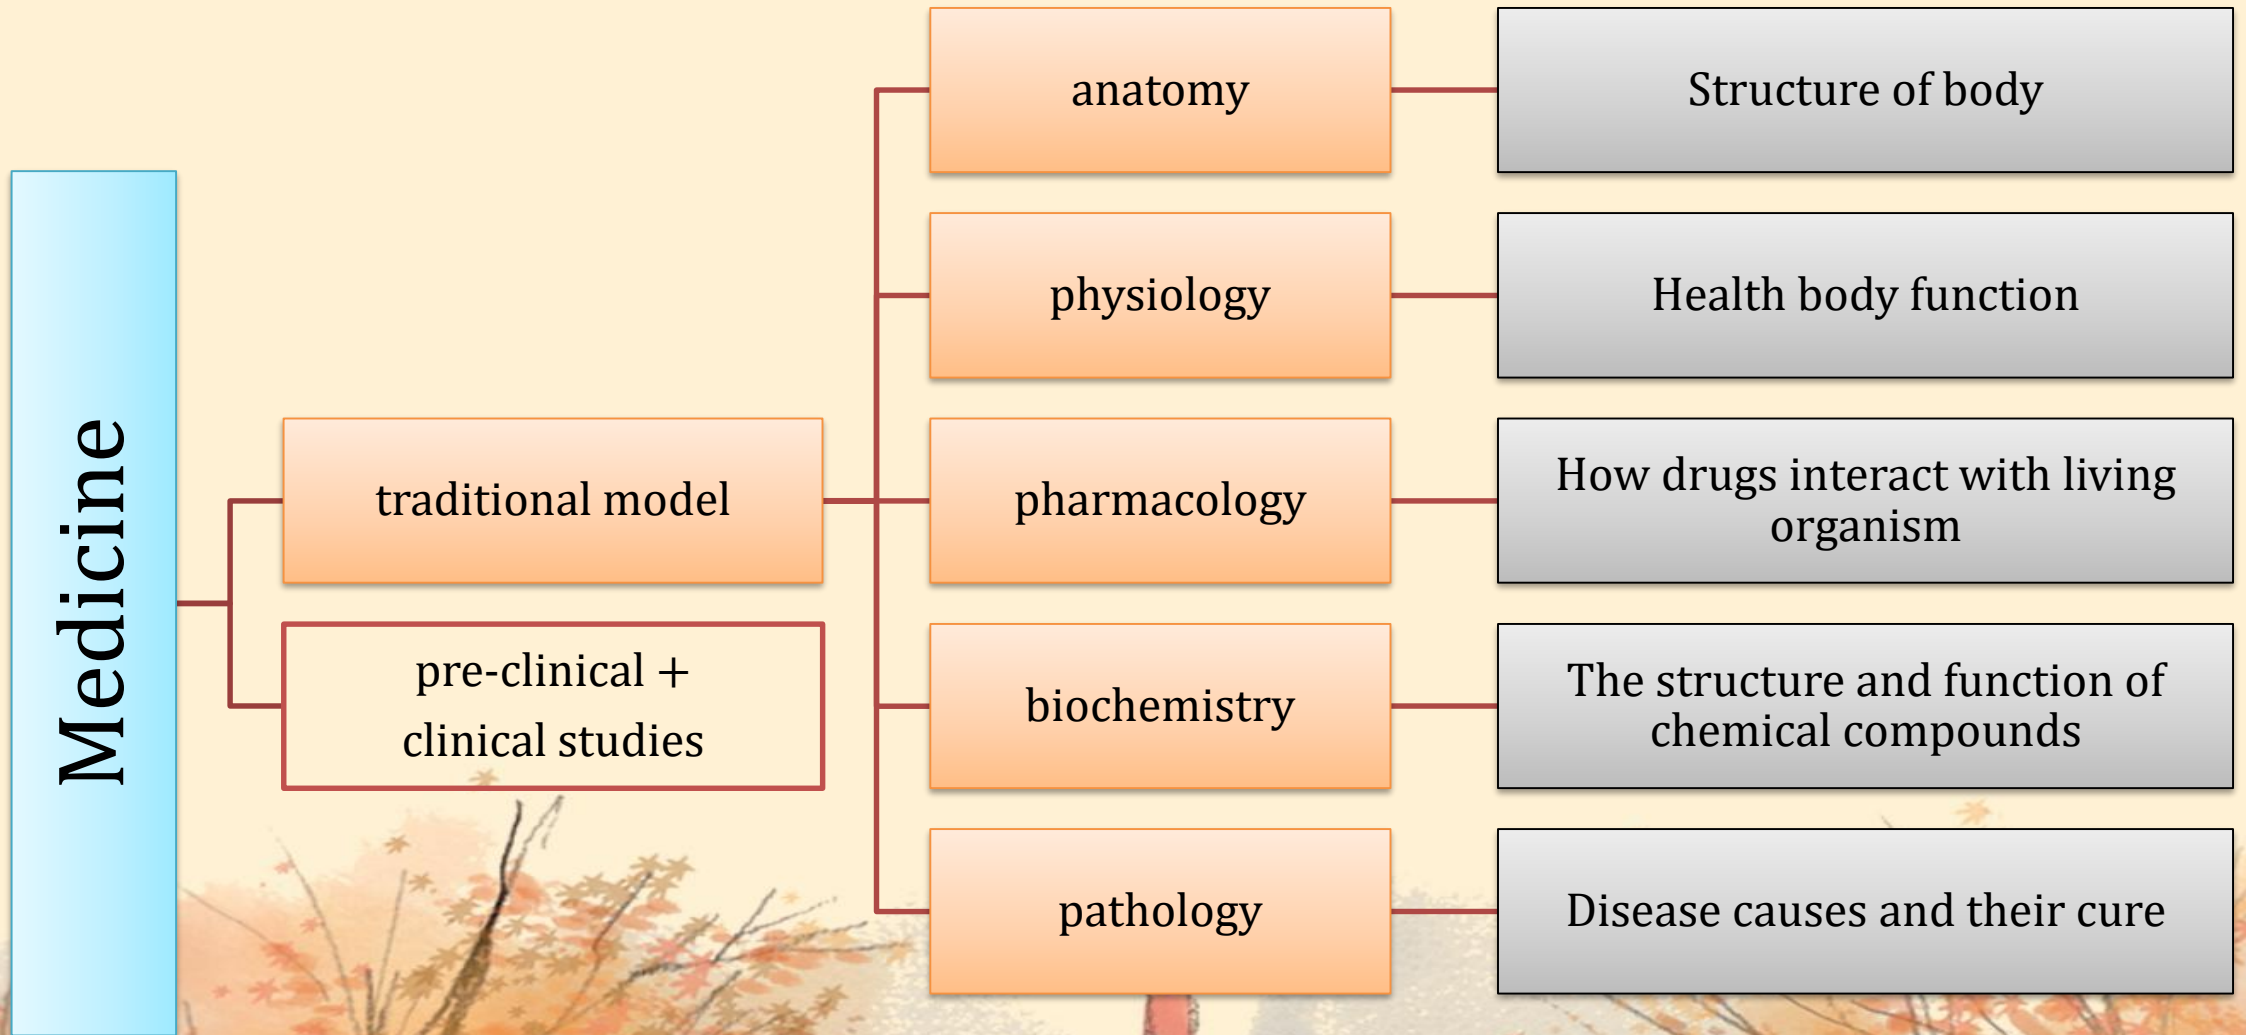 Medicine
traditional model
pre-clinical +
clinical studies
anatomy
Structure of body
physiology
Health body function
pharmacology
How drugs interact with living
organism
biochemistry
The structure and function of
chemical compounds
pathology
Disease causes and their cure